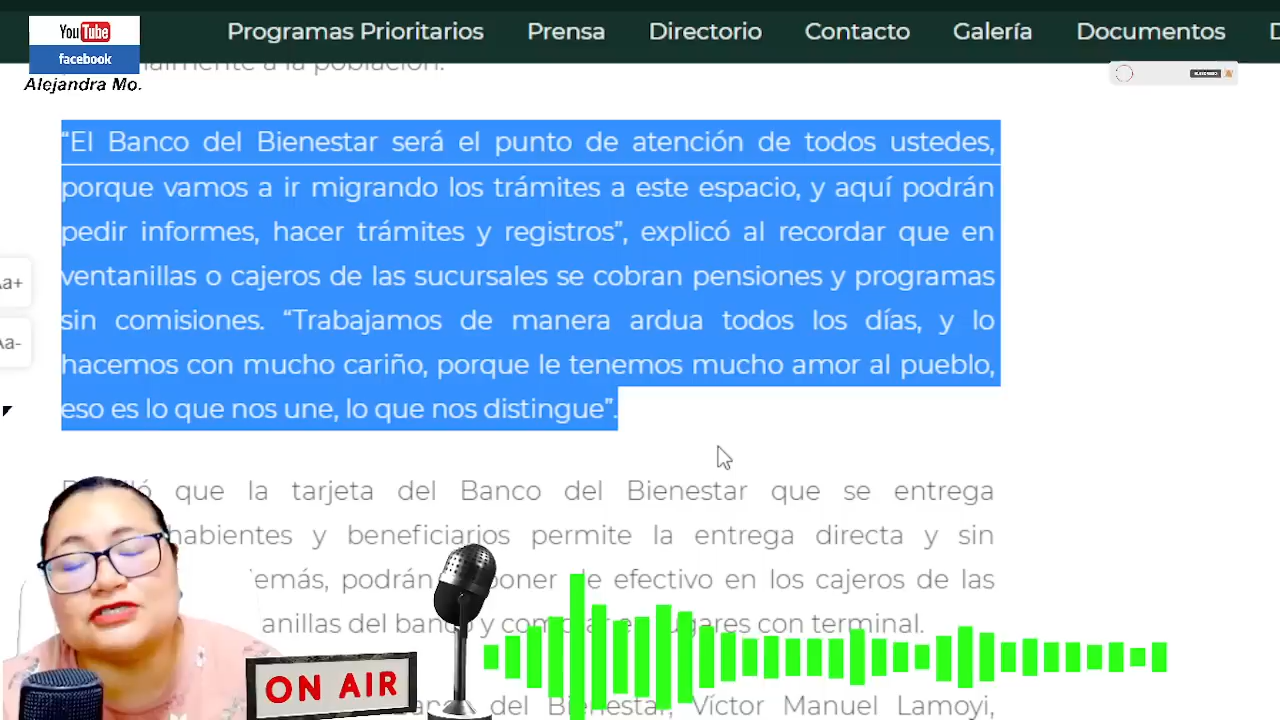 YouTube
facebook
Alejandra Mo.
Programas Prioritarios Prensa Directorio Contacto Galería Documentos
a la población.
“El Banco del Bienestar será el punto de atención de todos ustedes,
porque vamos a ir migrando los trámites a este espacio, y aquí podrán
pedir informes, hacer trámites y registros”, explicó al recordar que en
ventanillas o cajeros de las sucursales se cobran pensiones y programas
sin comisiones. “Trabajamos de manera ardua todos los días, y lo
hacemos con mucho cariño, porque le tenemos mucho amor al pueblo,
eso es lo que nos une, lo que nos distingue”.
Aa+
Aa-
que la tarjeta del Banco del Bienestar que se entrega
habientes y beneficiarios permite la entrega directa y sin
emás, podrán poner de efectivo en los cajeros de las
anillas del banco y comprar en lugares con terminal.
ON AIR
del Bienestar, Víctor Manuel Lamoyi,